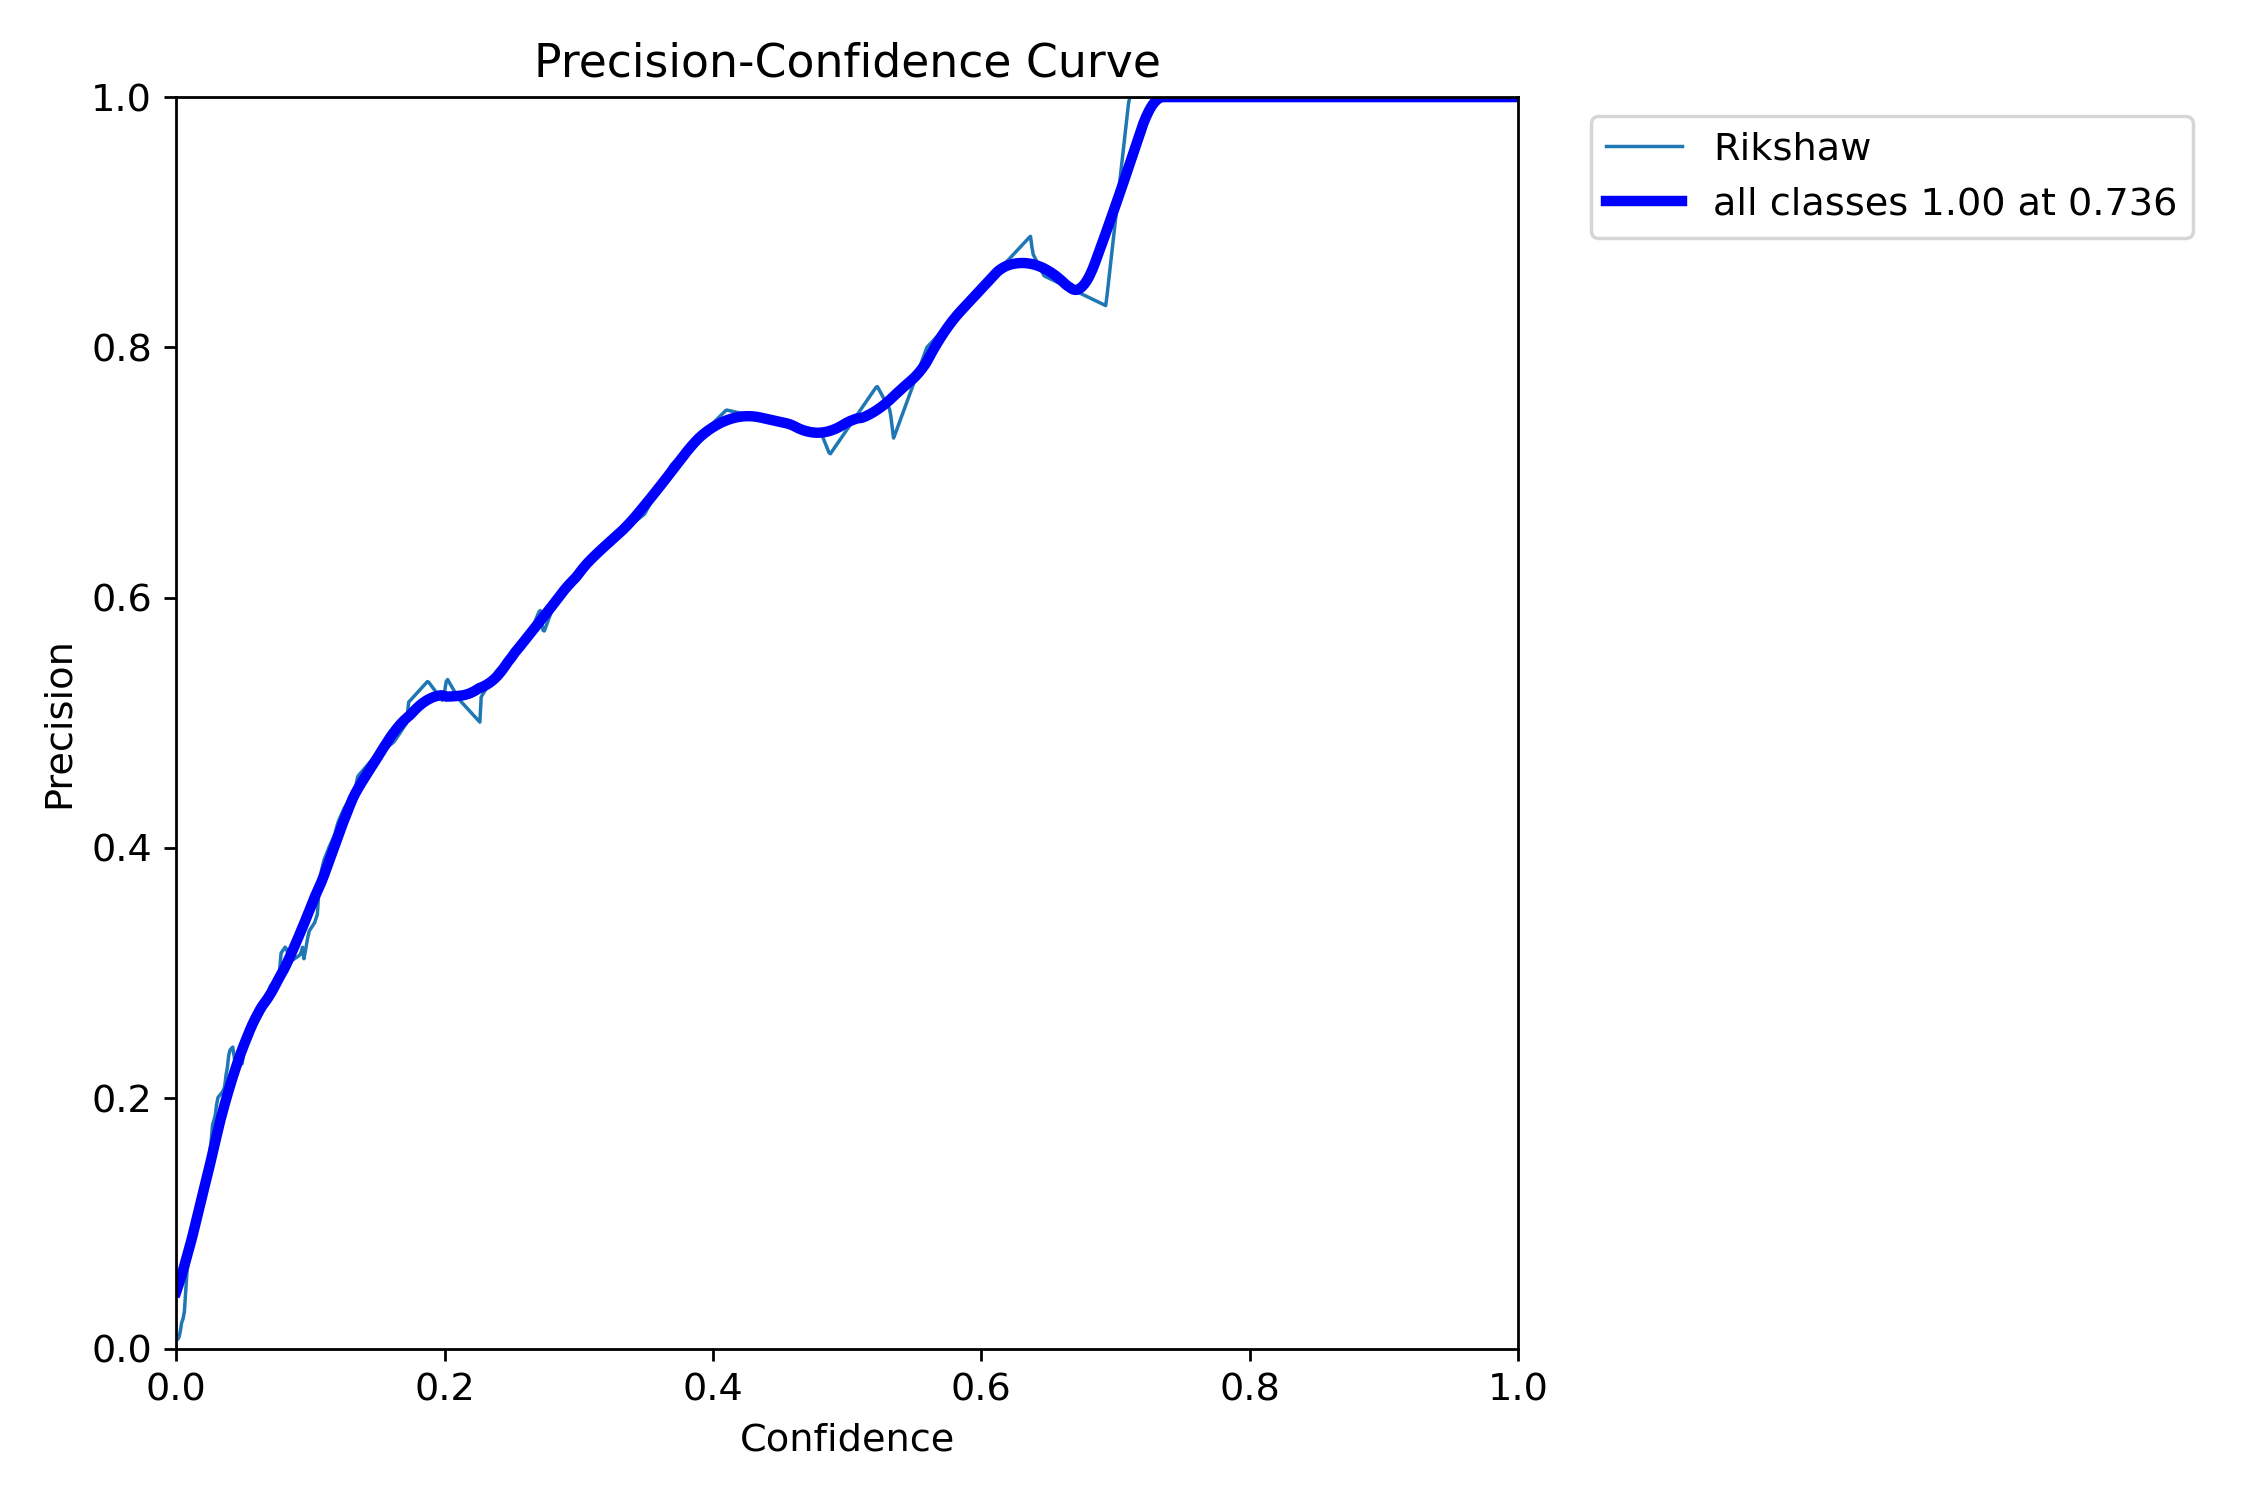 Precision-Confidence Curve
1.0
0.8
0.6
0.4
0.2
0.0
Precision
0.0 0.2 0.4 0.6 0.8 1.0
Confidence
Rikshaw
all classes 1.00 at 0.736